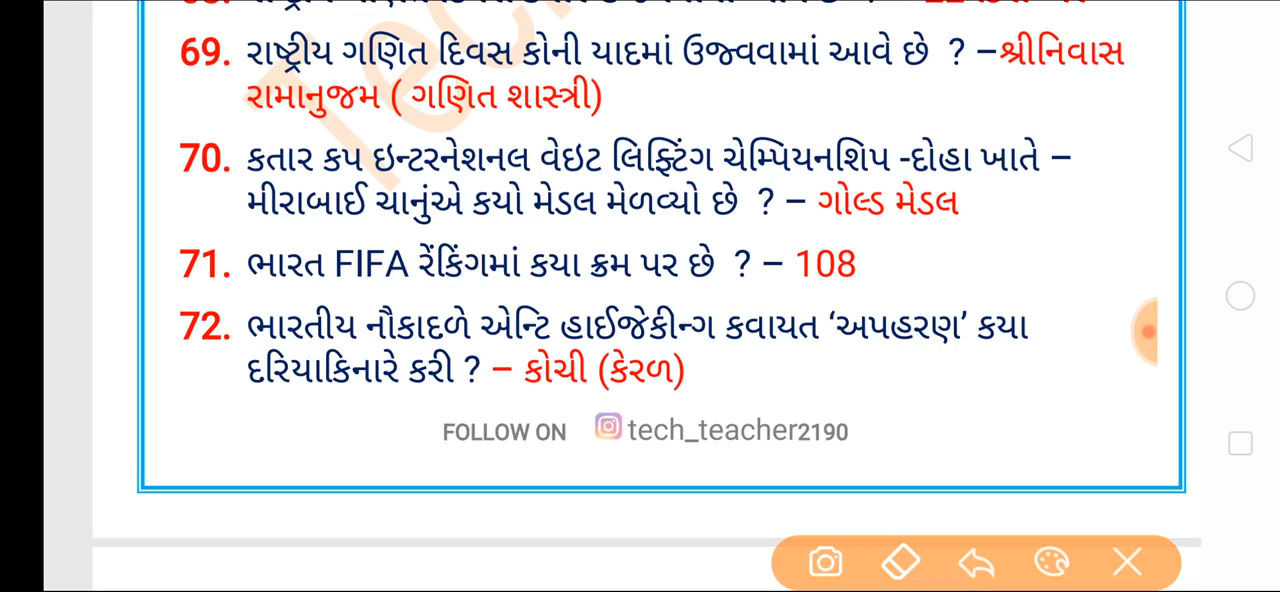 69. રાષ્ટ્રીય ગણિત દિવસ કોની યાદમાં ઉજવવામાં આવે છે ? –શ્રીનિવાસ
રામાનુજમ ( ગણિત શાસ્ત્રી)
70. કતાર કપ ઇન્ટરનેશનલ વેઇટ લિફ્ટિંગ ચેમ્પિયનશિપ -દોહા ખાતે –
મીરાબાઈ ચાનુંએ કયો મેડલ મેળવ્યો છે ? – ગોલ્ડ મેડલ
71. ભારત FIFA રેંકિંગમાં કયા ક્રમ પર છે ? – 108
72. ભારતીય નૌકાદળે એન્ટિ હાઈજેકીન્ગ કવાયત ‘અપહરણ’ કયા
દરિયાકિનારે કરી ? – કોચી (કેરળ)
FOLLOW ON tech_teacher2190